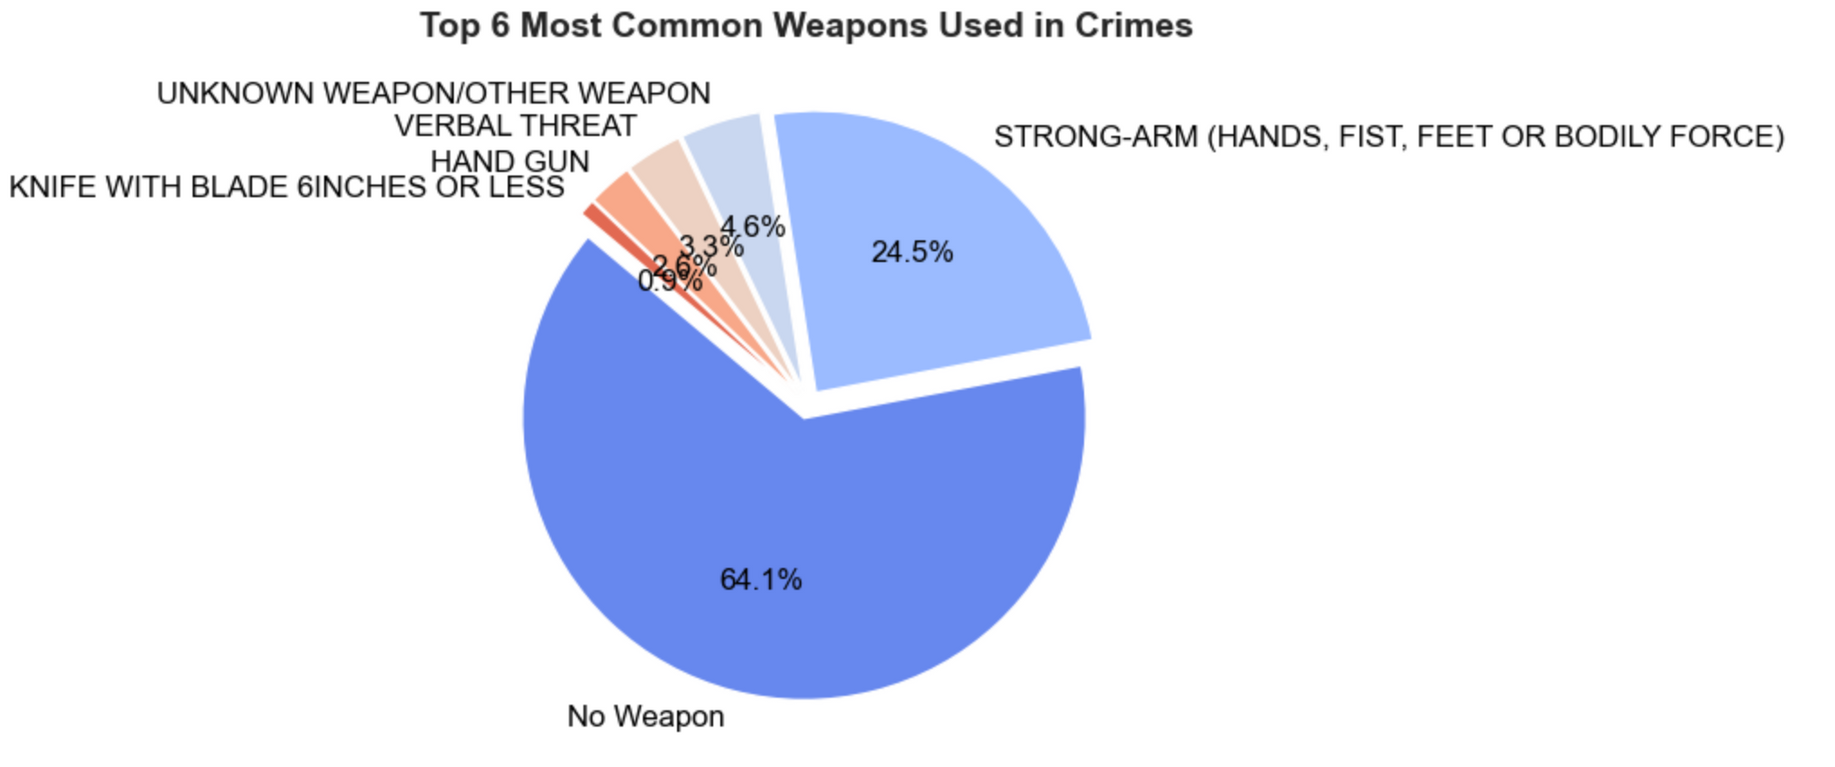 Top 6 Most Common Weapons Used in Crimes
UNKNOWN WEAPON/OTHER WEAPON
VERBAL THREAT
HAND GUN
KNIFE WITH BLADE 6INCHES OR LESS
STRONG-ARM (HANDS, FIST, FEET OR BODILY FORCE)
4.6%
3.3%
2.6%
0.9%
24.5%
64.1%
No Weapon